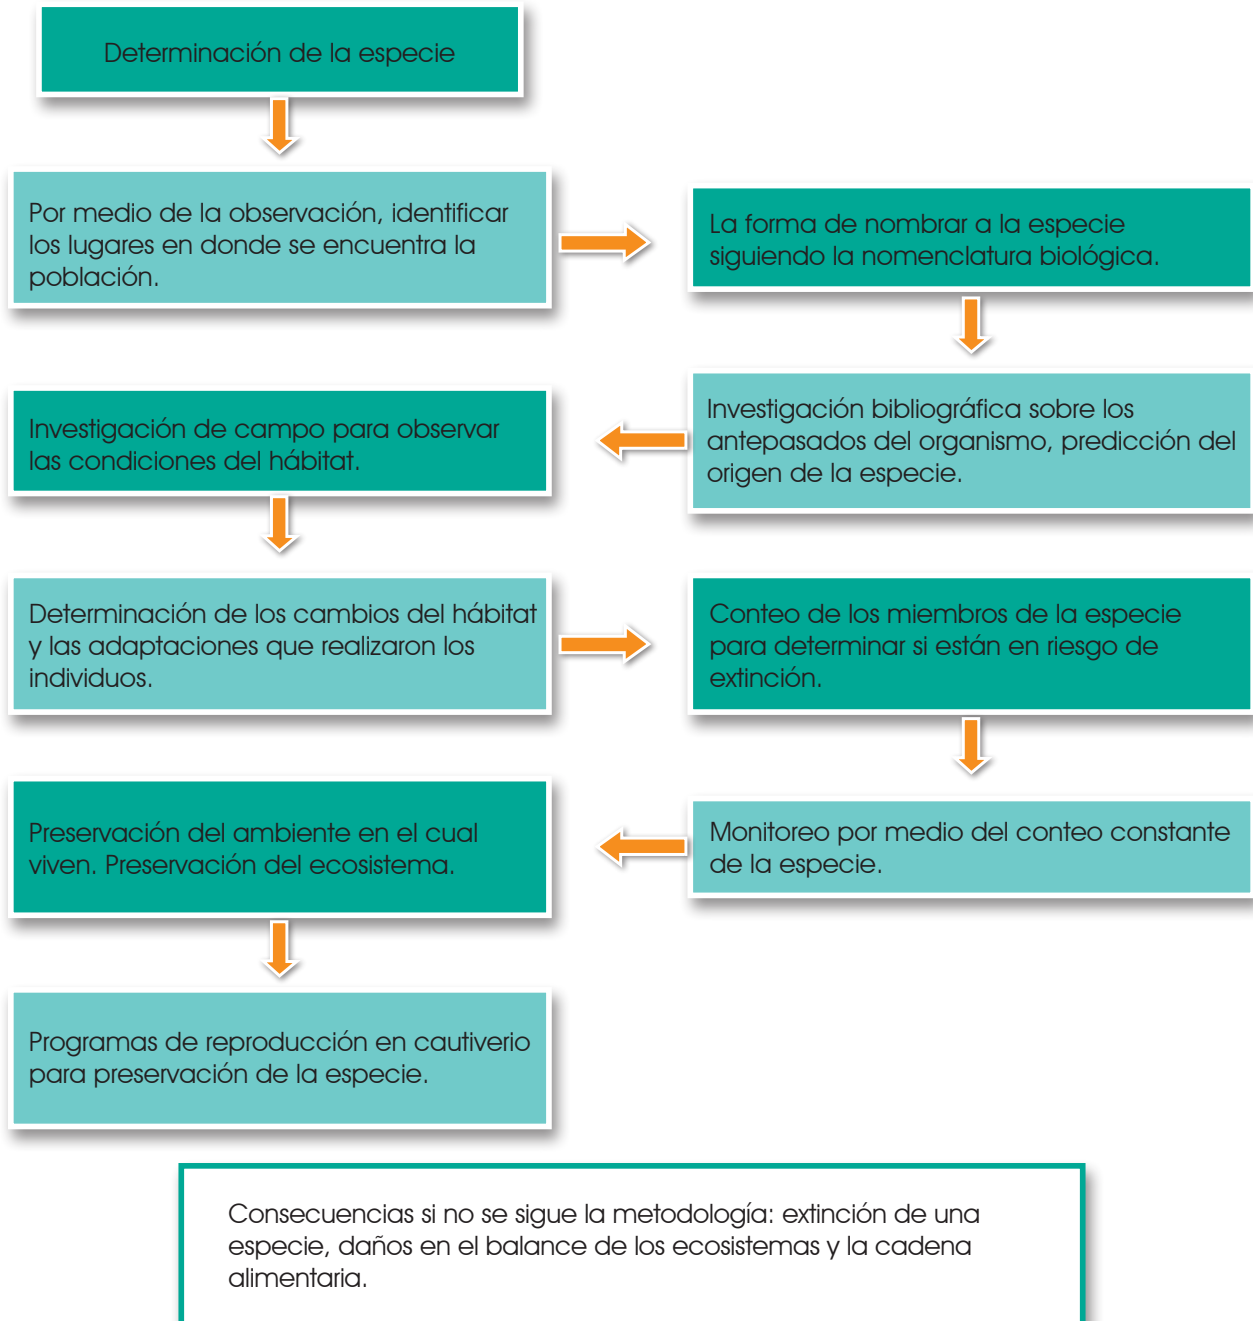 Determinación de la especie
Por medio de la observación, identificar
los lugares en donde se encuentra la
población.
La forma de nombrar a la especie
siguiendo la nomenclatura biológica.
Investigación bibliográfica sobre los
antepasados del organismo, predicción del
origen de la especie.
Investigación de campo para observar
las condiciones del hábitat.
Determinación de los cambios del hábitat
y las adaptaciones que realizaron los
individuos.
Conteo de los miembros de la especie
para determinar si están en riesgo de
extinción.
Monitoreo por medio del conteo constante
de la especie.
Preservación del ambiente en el cual
viven. Preservación del ecosistema.
Programas de reproducción en cautiverio
para preservación de la especie.
Consecuencias si no se sigue la metodología: extinción de una
especie, daños en el balance de los ecosistemas y la cadena
alimentaria.